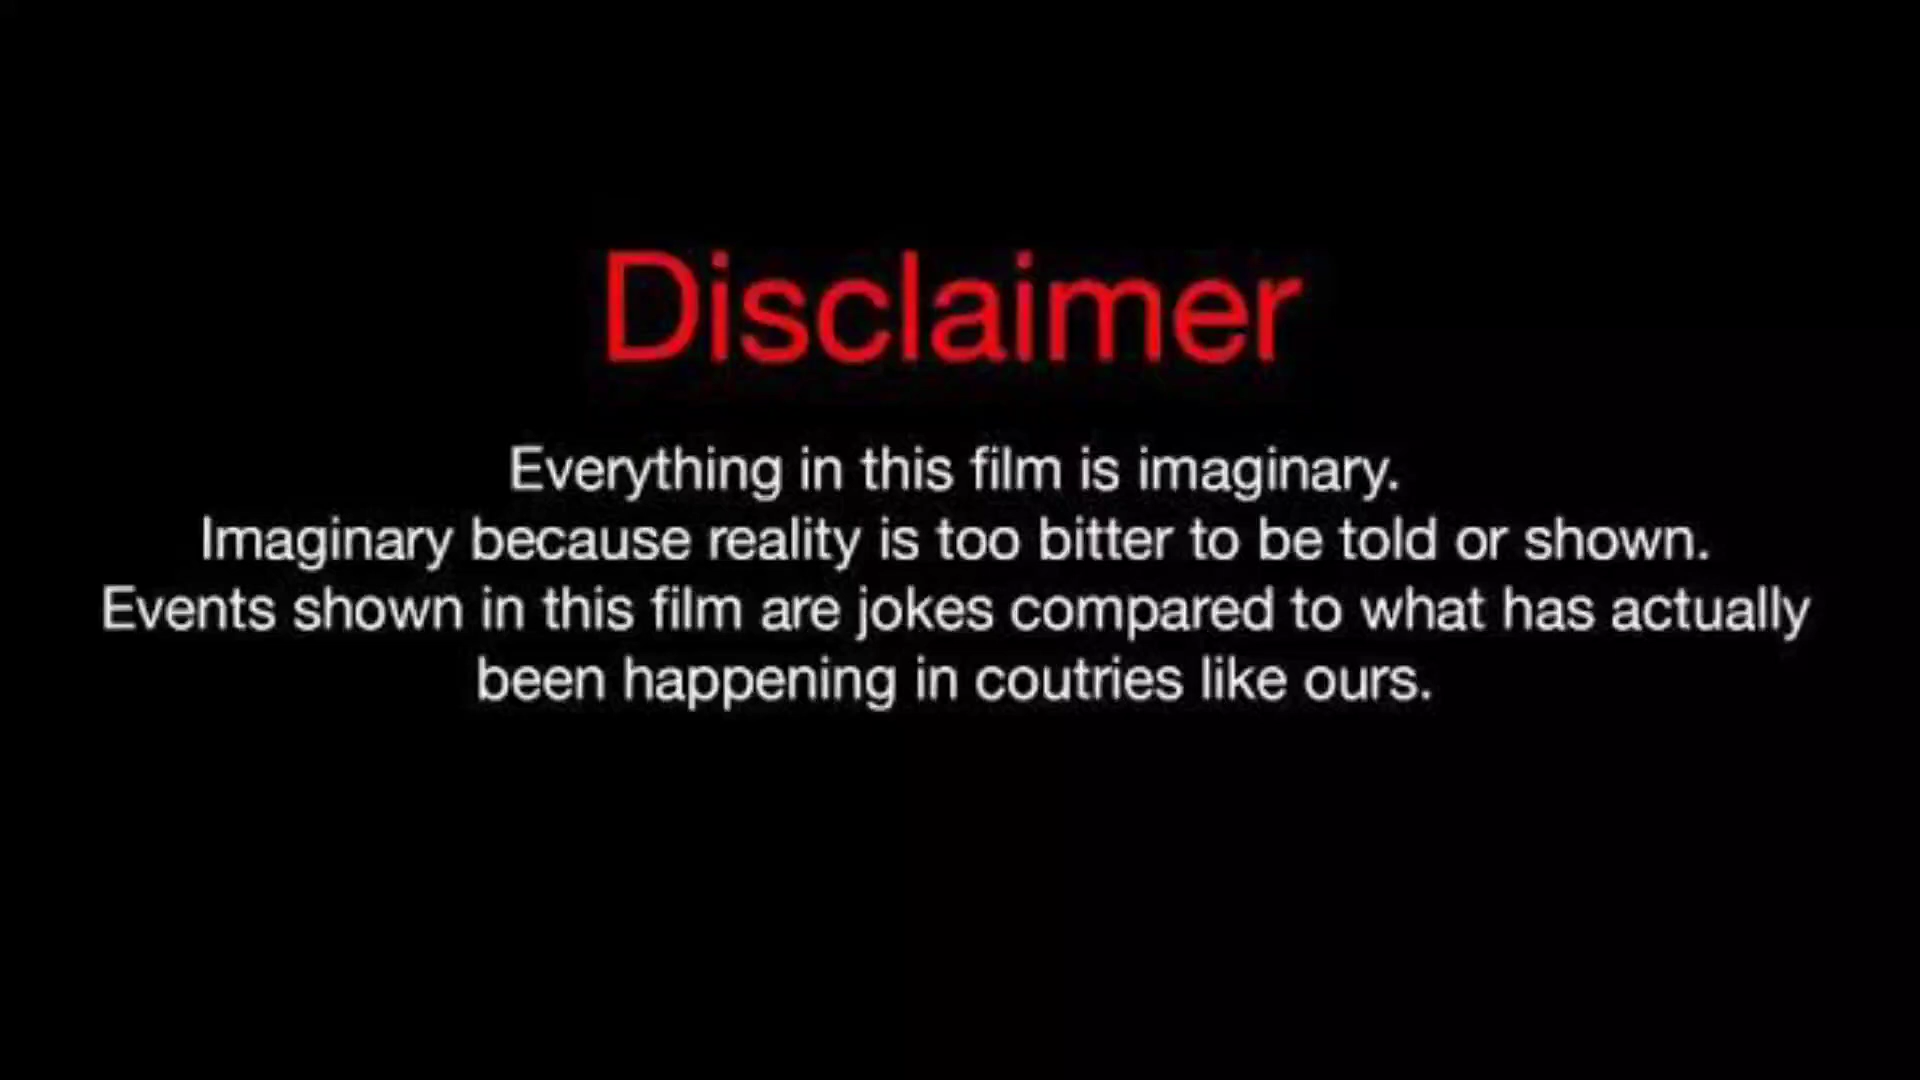 Disclaimer
Everything in this film is imaginary.
Imaginary because reality is too bitter to be told or shown.
Events shown in this film are jokes compared to what has actually
been happening in coutries like ours.